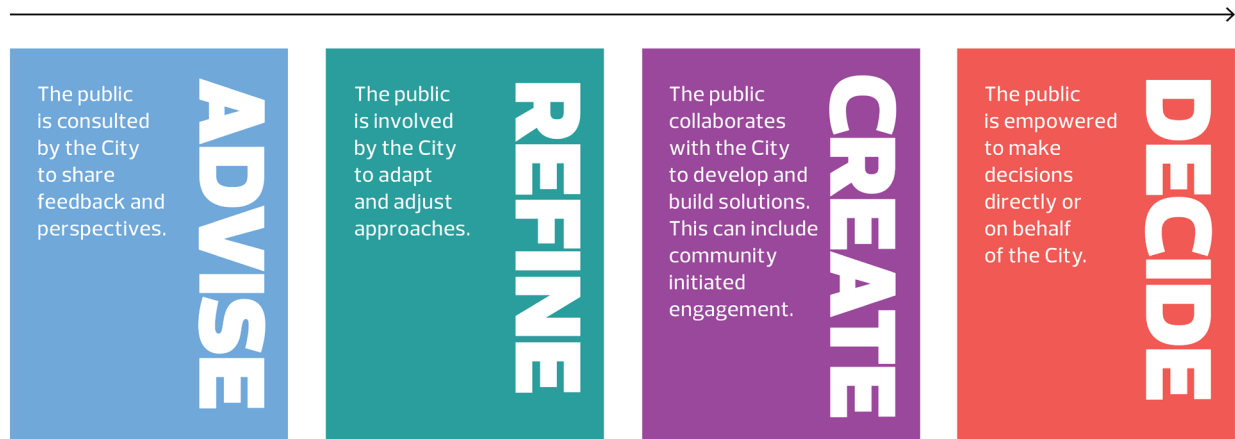 The public
is consulted
by the City
to share
feedback and
perspectives.
ADVISE
The public
is involved
by the City
to adapt
and adjust
approaches.
REFINE
The public
collaborates
with the City
to develop and
build solutions.
This can include
community
initiated
engagement.
CREATE
The public
is empowered
to make
decisions
directly or
on behalf
of the City.
DECIDE